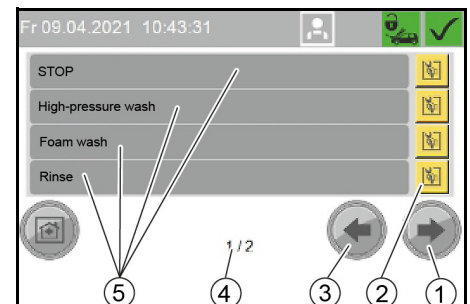 Fr 09.04.2021 10:43:31
STOP
High-pressure wash
Foam wash
Rinse
1/2
5 4 3 2 1